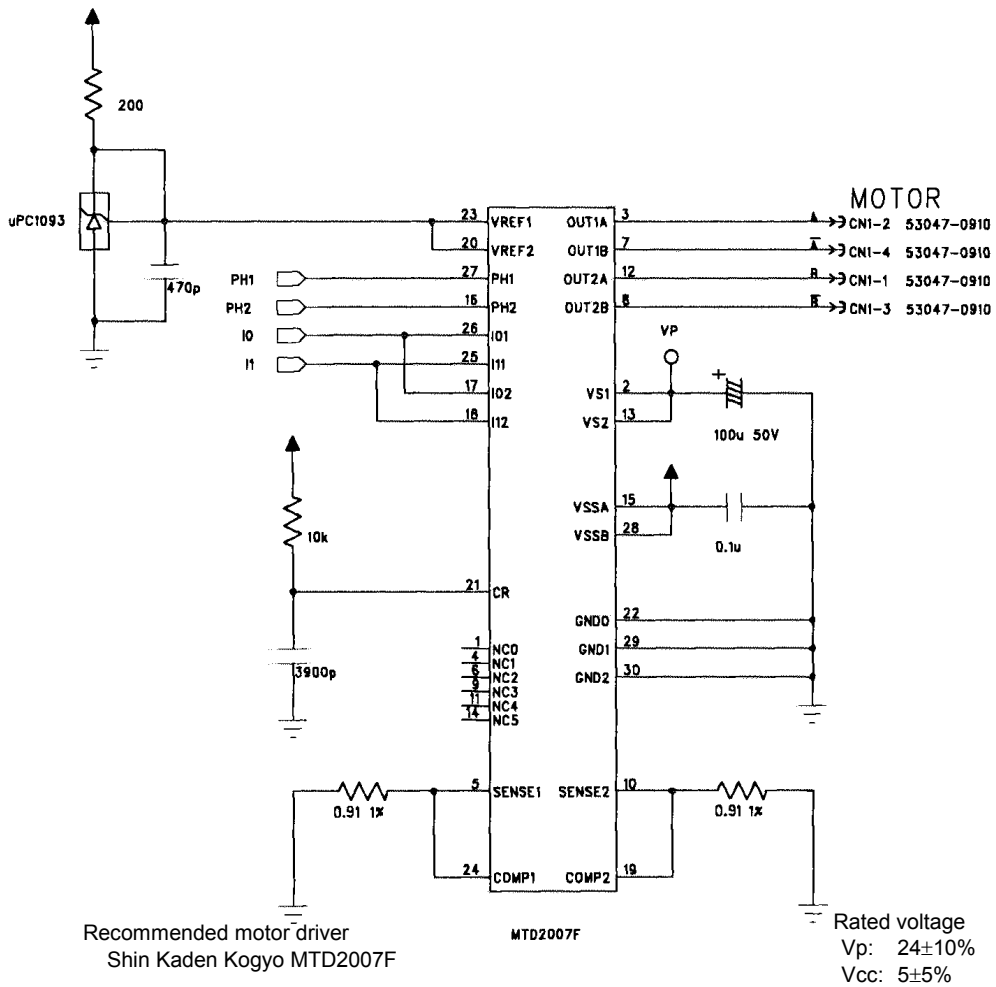 200
uPC1093
470p
MOTOR
23 VREF1 OUT1A 3 A CN1-2 53047-0910
20 VREF2 OUT1B 7 A CN1-4 53047-0910
PH1 27 PH1 OUT2A 12 B CN1-1 53047-0910
PH2 16 PH2 OUT2B 8 B CN1-3 53047-0910
I0 26 I01
VP
I1 25 I11
17 I02 VS1 2 +
18 I12 VS2 13
100u 50V
10k
VSSA 15
VSSB 28
0.1u
21 CR
GND0 22
3900p
1 NC0 GND1 29
4 NC1
6 NC2 GND2 30
9 NC3
11 NC4
14 NC5
5 SENSE1 SENSE2 10
0.91 1%
0.91 1%
24 COMP1 COMP2 19
MTD2007F
Recommended motor driver
Shin Kaden Kogyo MTD2007F
Rated voltage
Vp: 24±10%
Vcc: 5±5%